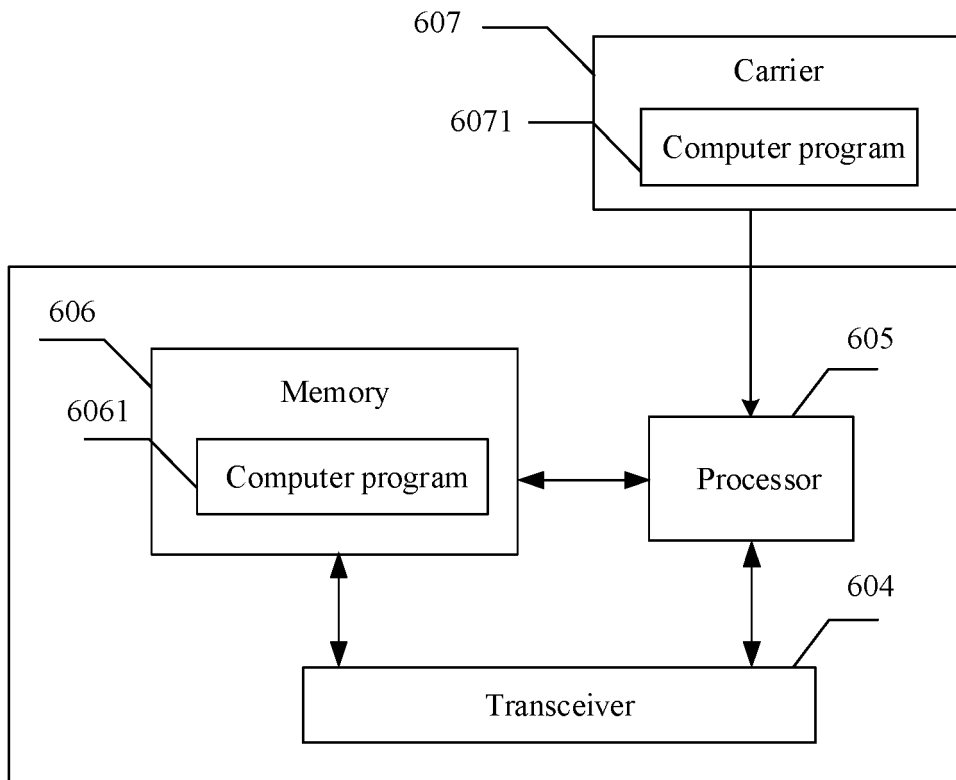 607
Carrier
6071
Computer program
606
605
Memory
6061
Computer program
Processor
604
Transceiver